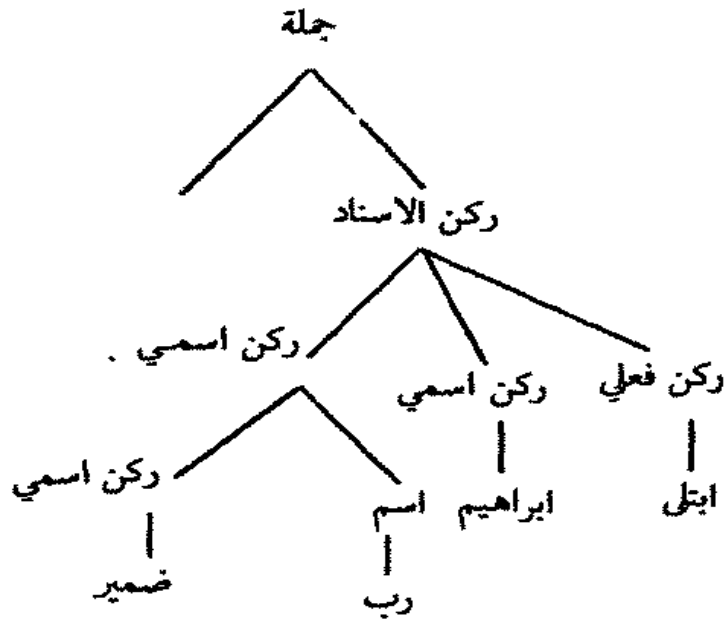 جملة
ركن الاسناد
ركن فعلي
ركن اسمي
ركن اسمي .
ابتلى
ابراهيم
اسم
ركن اسمي
رب
ضمير